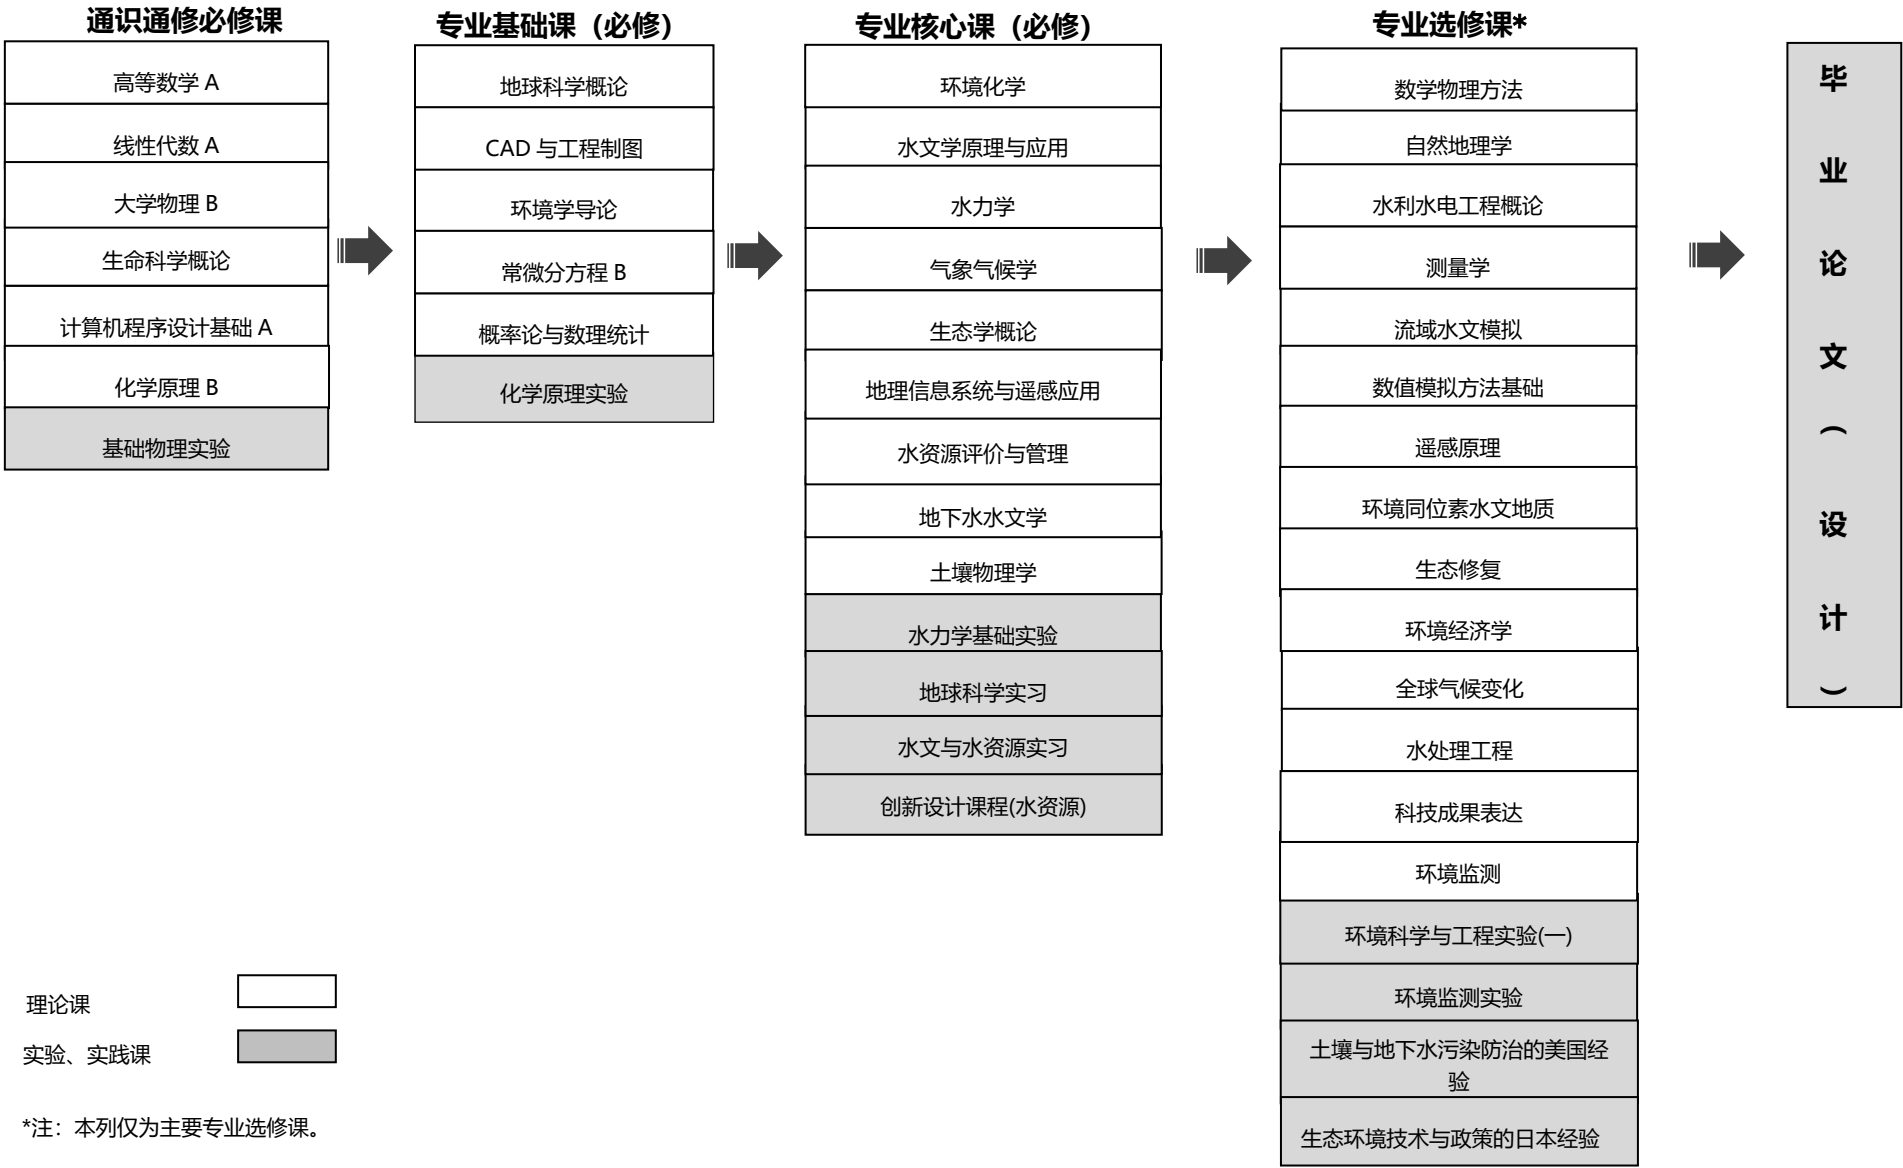 通识通修必修课
高等数学 A
线性代数 A
大学物理 B
生命科学概论
计算机程序设计基础 A
化学原理 B
基础物理实验
专业基础课（必修）
地球科学概论
CAD 与工程制图
环境学导论
常微分方程 B
概率论与数理统计
化学原理实验
专业核心课（必修）
环境化学
水文学原理与应用
水力学
气象气候学
生态学概论
地理信息系统与遥感应用
水资源评价与管理
地下水水文学
土壤物理学
水力学基础实验
地球科学实习
水文与水资源实习
创新设计课程(水资源)
专业选修课*
数学物理方法
自然地理学
水利水电工程概论
测量学
流域水文模拟
数值模拟方法基础
遥感原理
环境同位素水文地质
生态修复
环境经济学
全球气候变化
水处理工程
科技成果表达
环境监测
环境科学与工程实验(一)
环境监测实验
土壤与地下水污染防治的美国经
验
生态环境技术与政策的日本经验
毕业论文（设计）
理论课
实验、实践课
*注：本列仅为主要专业选修课。